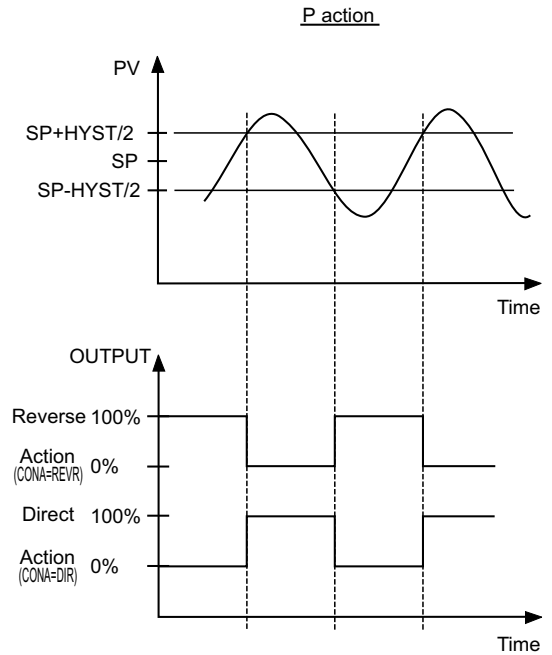 P action
PV
SP+HYST/2
SP
SP-HYST/2
Time
OUTPUT
Reverse 100%
Action 0%
(CONA=REVR)
Direct 100%
Action 0%
(CONA=DIR)
Time